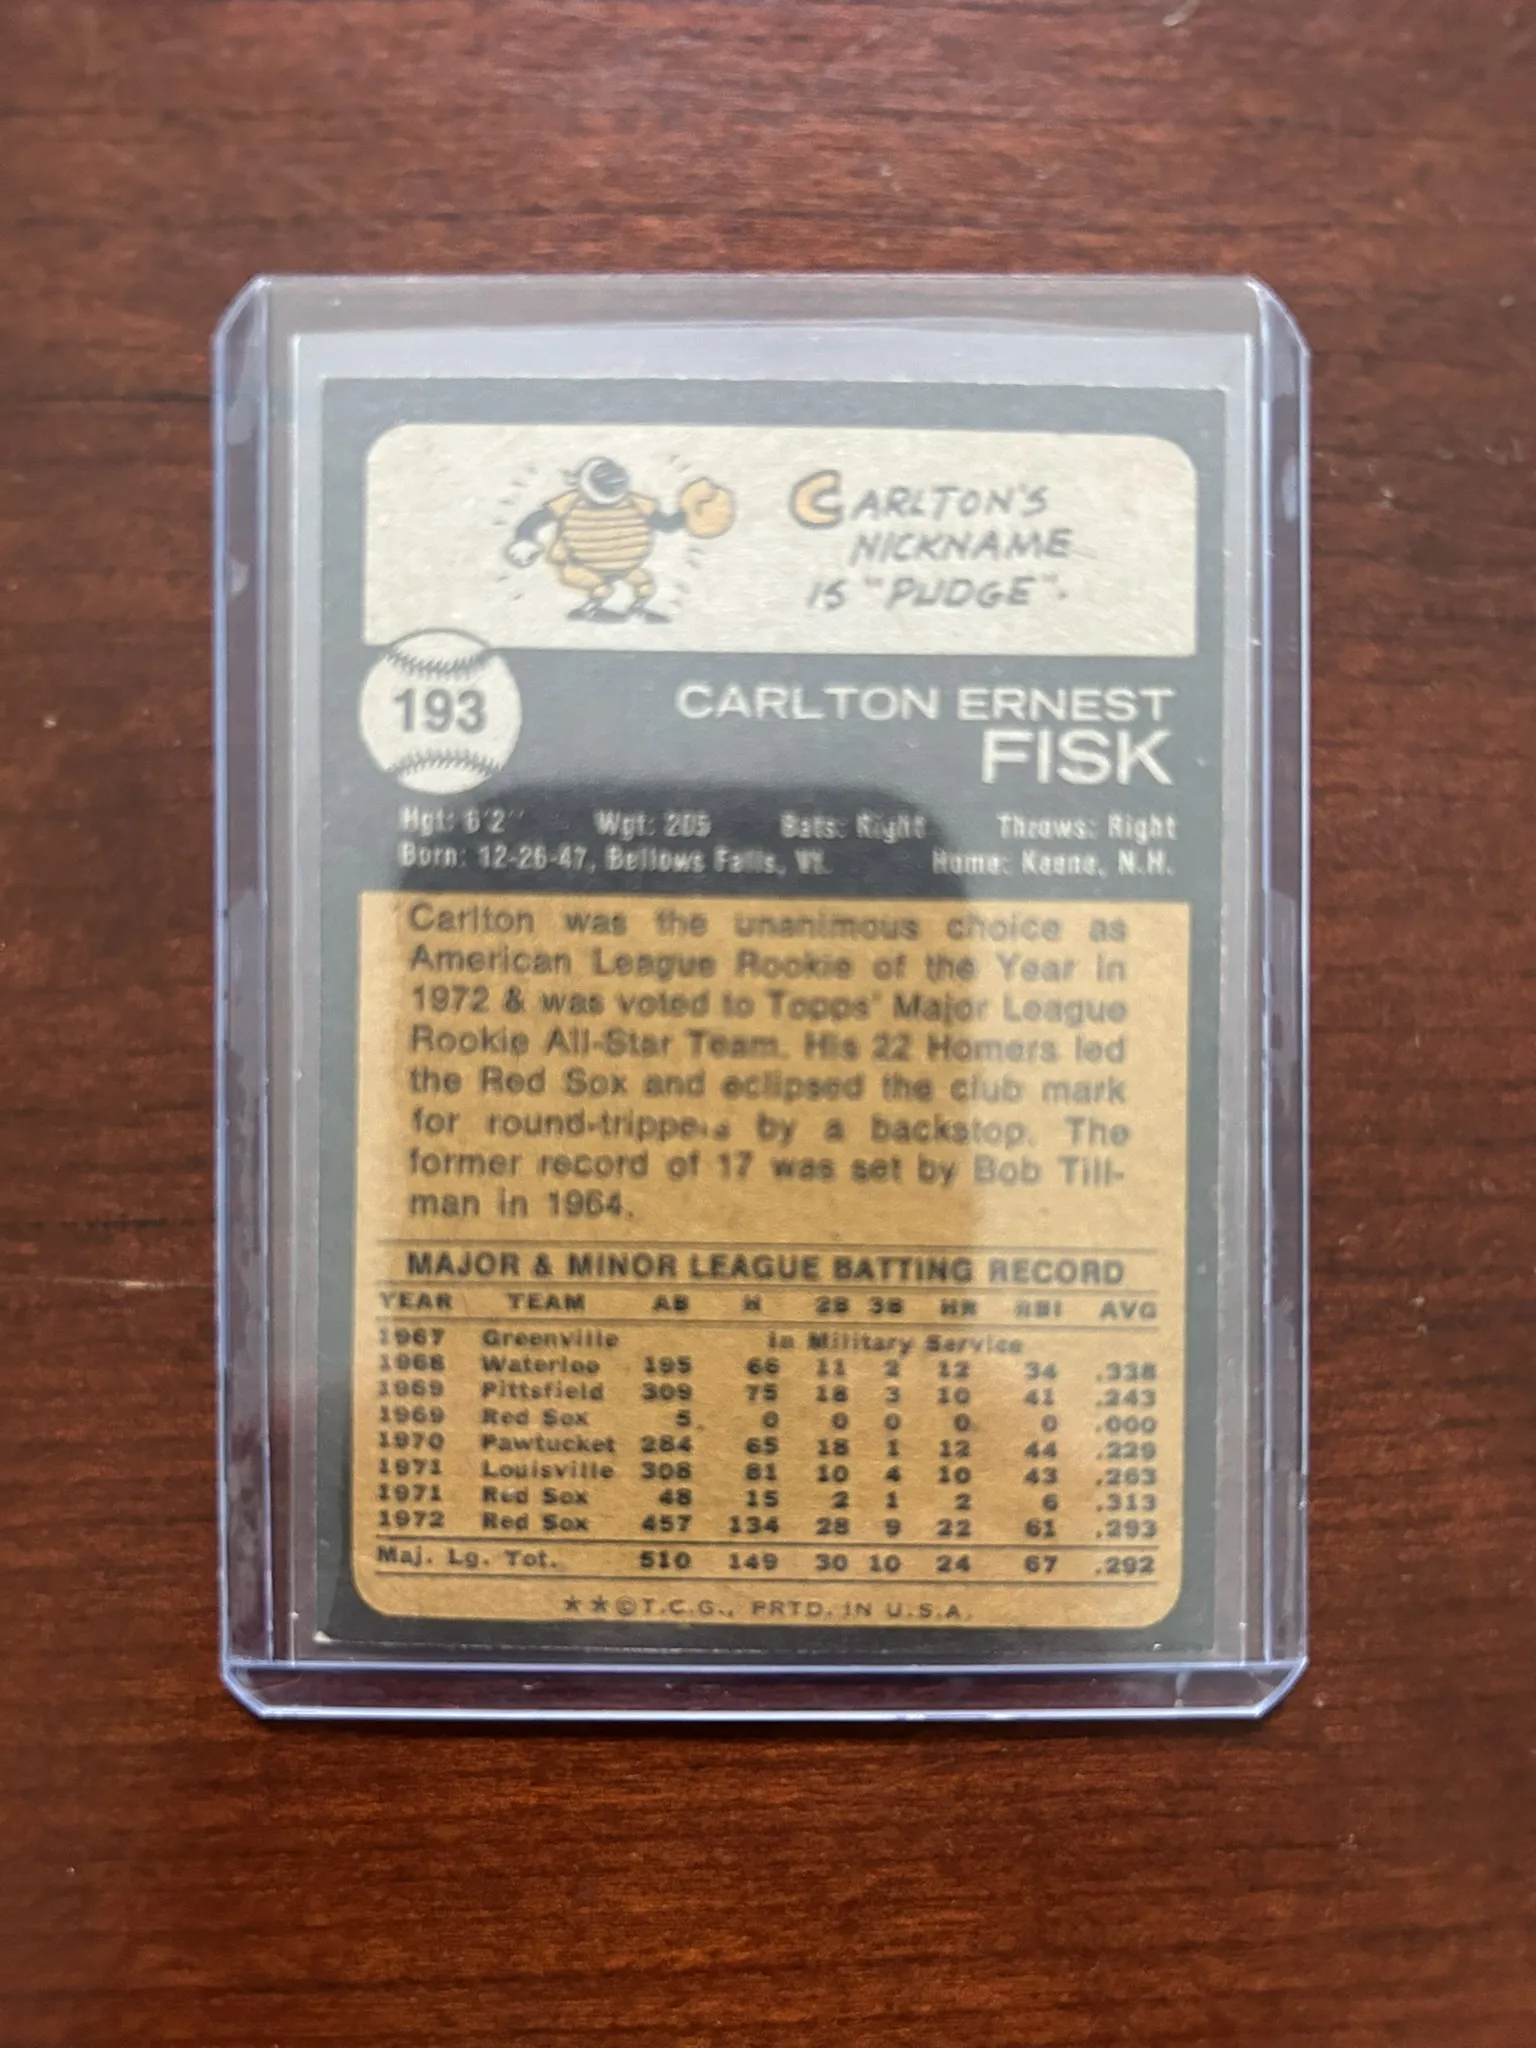 CARLTON'S
NICKNAME
IS "PUDGE".
193
CARLTON ERNEST
FISK
Hgt: 6'2" Wgt: 205 Bats: Right Throws: Right
Born: 12-26-47, Bellows Falls, Vt. Home: Keene, N.H.
Carlton was the unanimous choice as
American League Rookie of the Year in
1972 & was voted to Topps' Major League
Rookie All-Star Team. His 22 Homers led
the Red Sox and eclipsed the club mark
for round-trippers by a backstop. The
former record of 17 was set by Bob Till-
man in 1964.
MAJOR & MINOR LEAGUE BATTING RECORD
YEAR TEAM AB H 2B 3B HR RBI AVG
1967 Greenville In Military Service
1968 Waterloo 195 66 11 2 12 34 .338
1969 Pittsfield 309 75 18 3 10 41 .243
1969 Red Sox 5 0 0 0 0 0 .000
1970 Pawtucket 284 65 18 1 12 44 .229
1971 Louisville 308 81 10 4 10 43 .263
1971 Red Sox 48 15 2 1 2 6 .313
1972 Red Sox 457 134 28 9 22 61 .293
Maj. Lg. Tot. 510 149 30 10 24 67 .292
★★©T.C.G., PRTD. IN U.S.A.